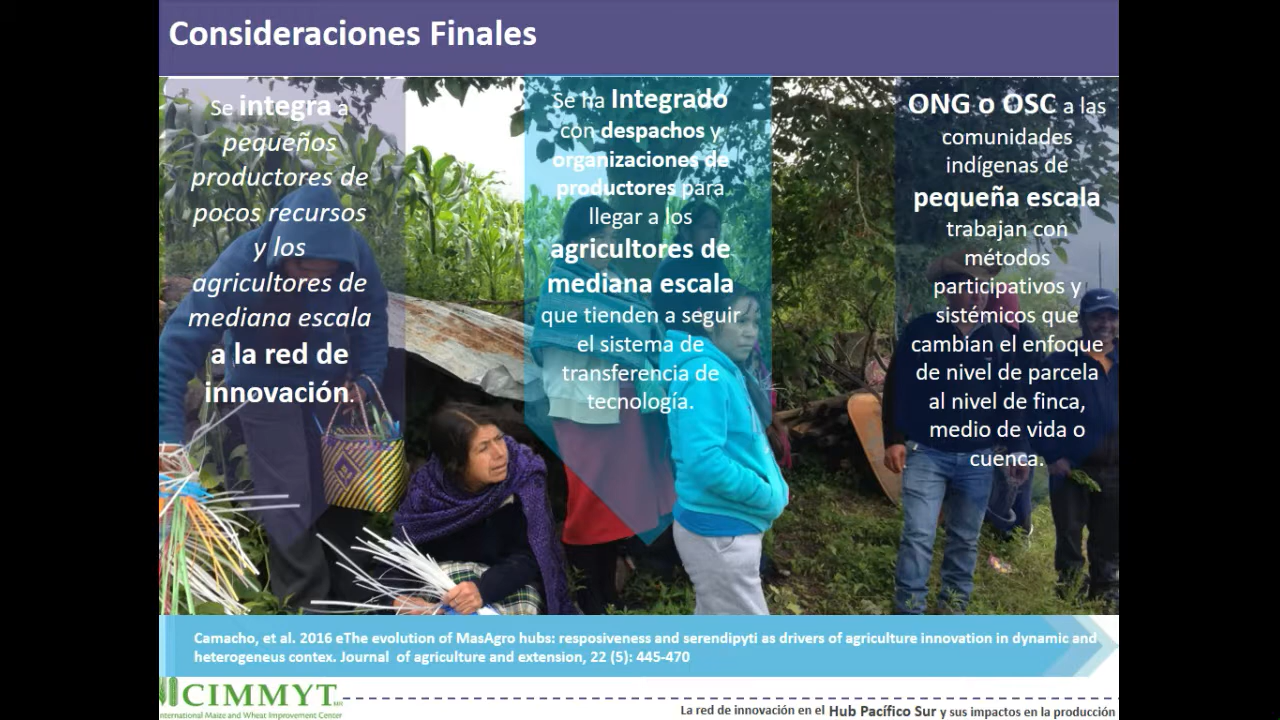 Consideraciones Finales
Se integra a
pequeños
productores de
pocos recursos
y los
agricultores de
mediana escala
a la red de
innovación.
Se ha Integrado
con despachos y
organizaciones de
productores para
llegar a los
agricultores de
mediana escala
que tienden a seguir
el sistema de
transferencia de
tecnología.
ONG o OSC a las
comunidades
indígenas de
pequeña escala
trabajan con
métodos
participativos y
sistémicos que
cambian el enfoque
de nivel de parcela
al nivel de finca,
medio de vida o
cuenca.
Camacho, et al. 2016 eThe evolution of MasAgro hubs: resposiveness and serendipyti as drivers of agriculture innovation in dynamic and
heterogeneus contex. Journal of agriculture and extension, 22 (5): 445-470
CIMMYT
International Maize and Wheat Improvement Center
La red de innovación en el Hub Pacífico Sur y sus impactos en la producción